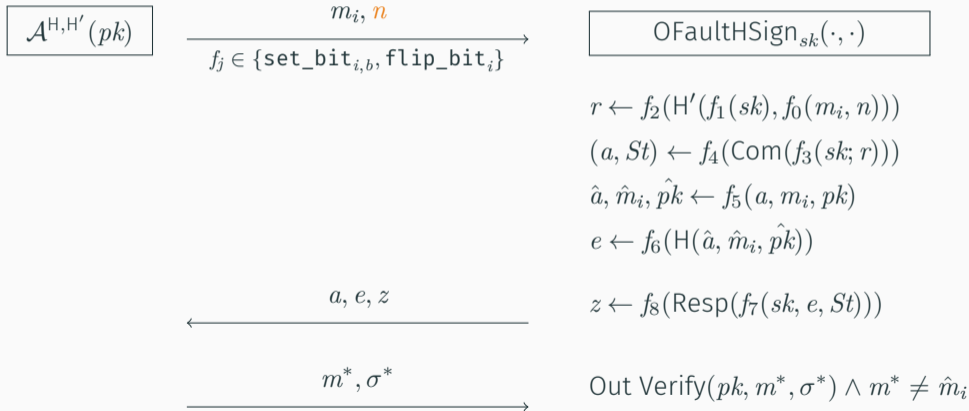 𝒜^{H,H′}(pk)
m_i, n
f_j ∈ {set_bit_{i,b}, flip_bit_i}
OFaultHSign_{sk}(·, ·)
r ← f_2(H′(f_1(sk), f_0(m_i, n)))
(a, St) ← f_4(Com(f_3(sk; r)))
â, m̂_i, p̂k ← f_5(a, m_i, pk)
e ← f_6(H(â, m̂_i, p̂k))
a, e, z
z ← f_8(Resp(f_7(sk, e, St)))
m*, σ*
Out Verify(pk, m*, σ*) ∧ m* ≠ m̂_i